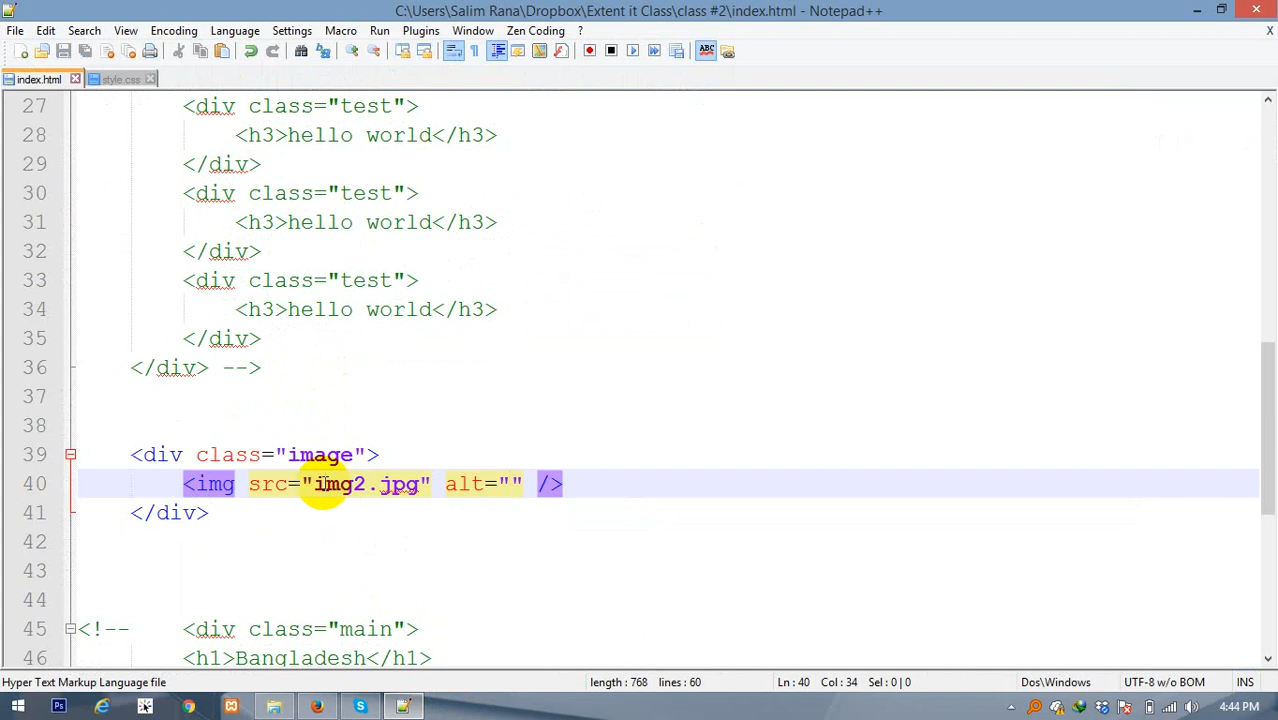 C:\Users\Salim Rana\Dropbox\Extent it Class\class #2\index.html - Notepad++
File Edit Search View Encoding Language Settings Macro Run Plugins Window Zen Coding ? X
index.html style.css
27 <div class="test">
28 <h3>hello world</h3>
29 </div>
30 <div class="test">
31 <h3>hello world</h3>
32 </div>
33 <div class="test">
34 <h3>hello world</h3>
35 </div>
36 </div> -->
37
38
39 <div class="image">
40 <img src="img2.jpg" alt="" />
41 </div>
42
43
44
45 <!-- <div class="main">
46 <h1>Bangladesh</h1>
Hyper Text Markup Language file length : 768 lines : 60 Ln : 40 Col : 34 Sel : 0 | 0 Dos\Windows UTF-8 w/o BOM INS
4:44 PM